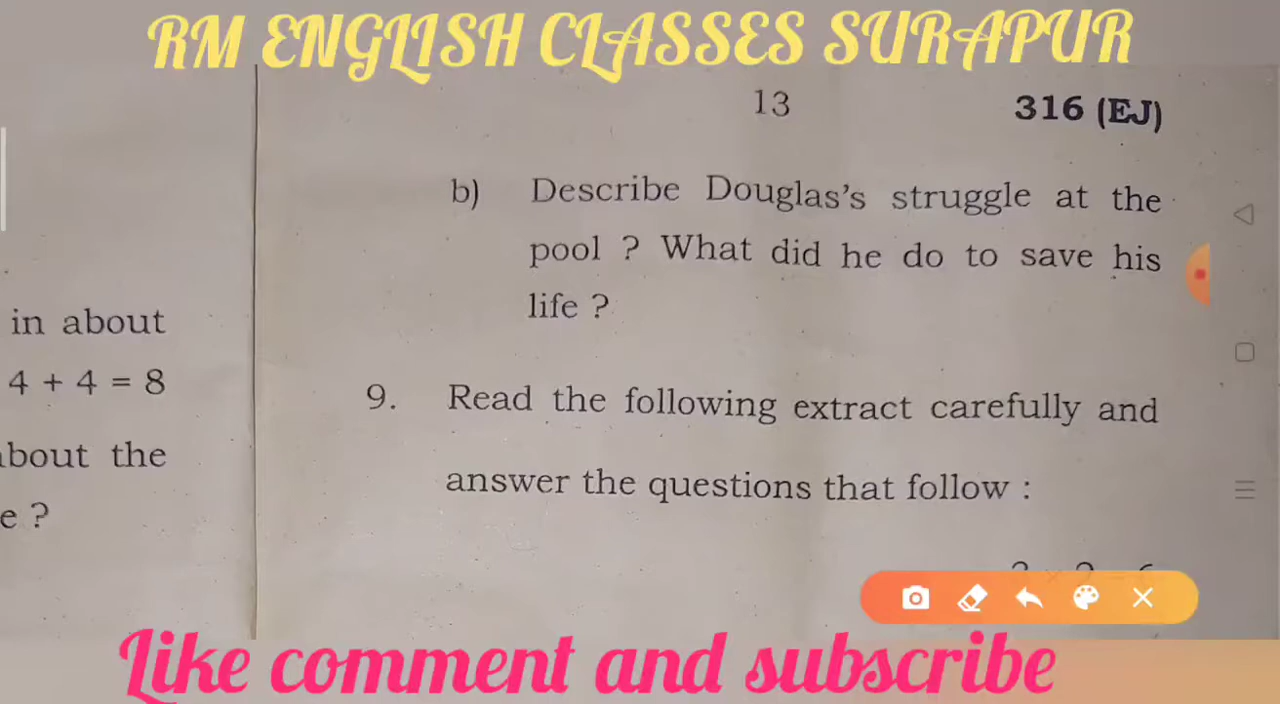 RM ENGLISH CLASSES SURAPUR
13
316 (EJ)
b) Describe Douglas's struggle at the
pool ? What did he do to save his
life ?
in about
4 + 4 = 8
about the
e ?
9. Read the following extract carefully and
answer the questions that follow :
Like comment and subscribe